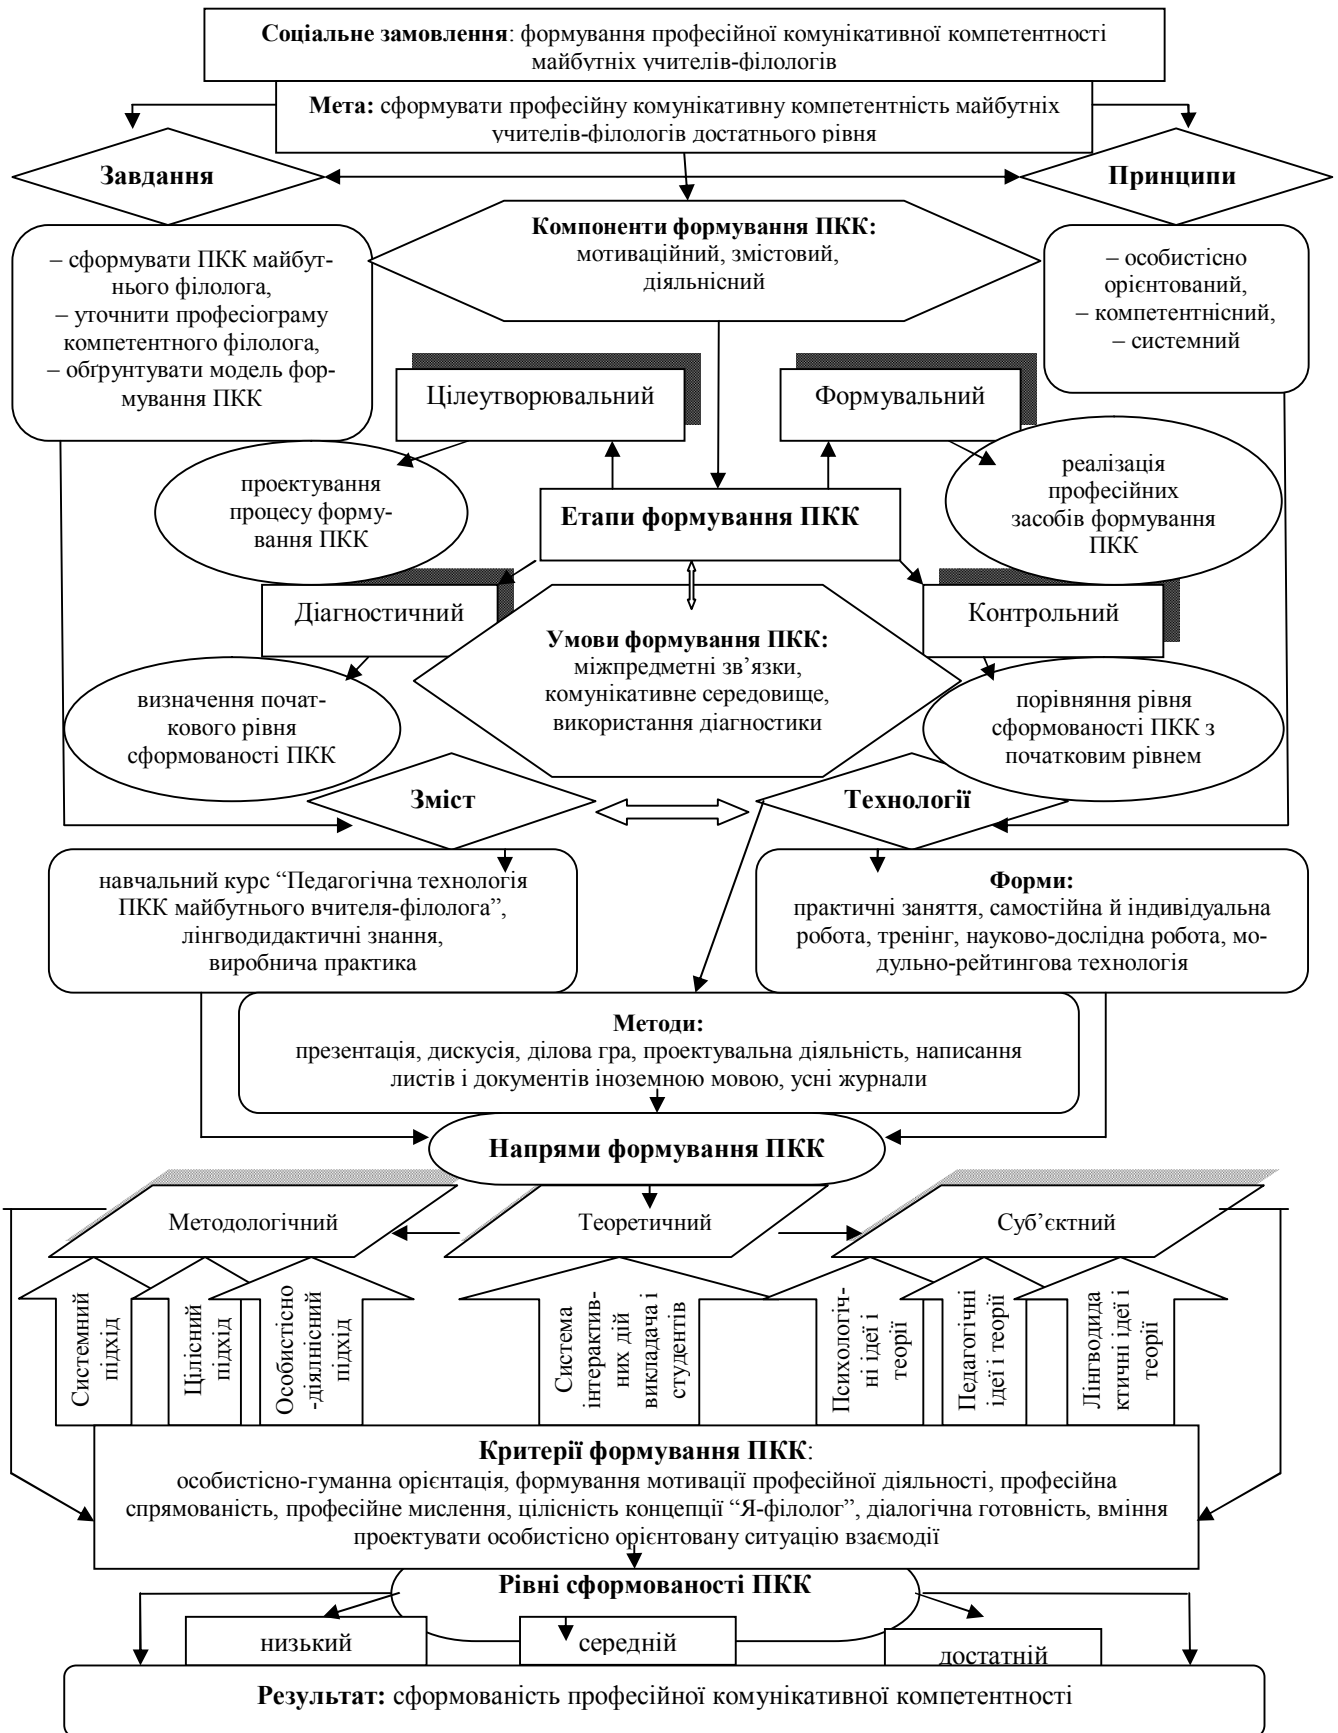 Соціальне замовлення: формування професійної комунікативної компетентності
майбутніх учителів-філологів
Мета: сформувати професійну комунікативну компетентність майбутніх
учителів-філологів достатнього рівня
Завдання
Принципи
Компоненти формування ПКК:
мотиваційний, змістовий,
діяльнісний
– сформувати ПКК майбут-
нього філолога,
– уточнити професіограму
компетентного філолога,
– обґрунтувати модель фор-
мування ПКК
– особистісно
орієнтований,
– компетентнісний,
– системний
Цілеутворювальний
Формувальний
проектування
процесу форму-
вання ПКК
Етапи формування ПКК
реалізація
професійних
засобів формування
ПКК
Діагностичний
Контрольний
Умови формування ПКК:
міжпредметні зв’язки,
комунікативне середовище,
використання діагностики
визначення почат-
кового рівня
сформованості ПКК
порівняння рівня
сформованості ПКК з
початковим рівнем
Зміст
Технології
навчальний курс “Педагогічна технологія
ПКК майбутнього вчителя-філолога”,
лінгводидактичні знання,
виробнича практика
Форми:
практичні заняття, самостійна й індивідуальна
робота, тренінг, науково-дослідна робота, мо-
дульно-рейтингова технологія
Методи:
презентація, дискусія, ділова гра, проектувальна діяльність, написання
листів і документів іноземною мовою, усні журнали
Напрями формування ПКК
Методологічний
Теоретичний
Суб’єктний
Системний
підхід
Цілісний
підхід
Особистісно
-діялнісний
підхід
Система
інтерактив-
них дій
викладача і
студентів
Психологіч-
ні ідеї і
теорії
Педагогічні
ідеї і теорії
Лінгводида
ктичні ідеї і
теорії
Критерії формування ПКК:
особистісно-гуманна орієнтація, формування мотивації професійної діяльності, професійна
спрямованість, професійне мислення, цілісність концепції “Я-філолог”, діалогічна готовність, вміння
проектувати особистісно орієнтовану ситуацію взаємодії
Рівні сформованості ПКК
низький
середній
достатній
Результат: сформованість професійної комунікативної компетентності